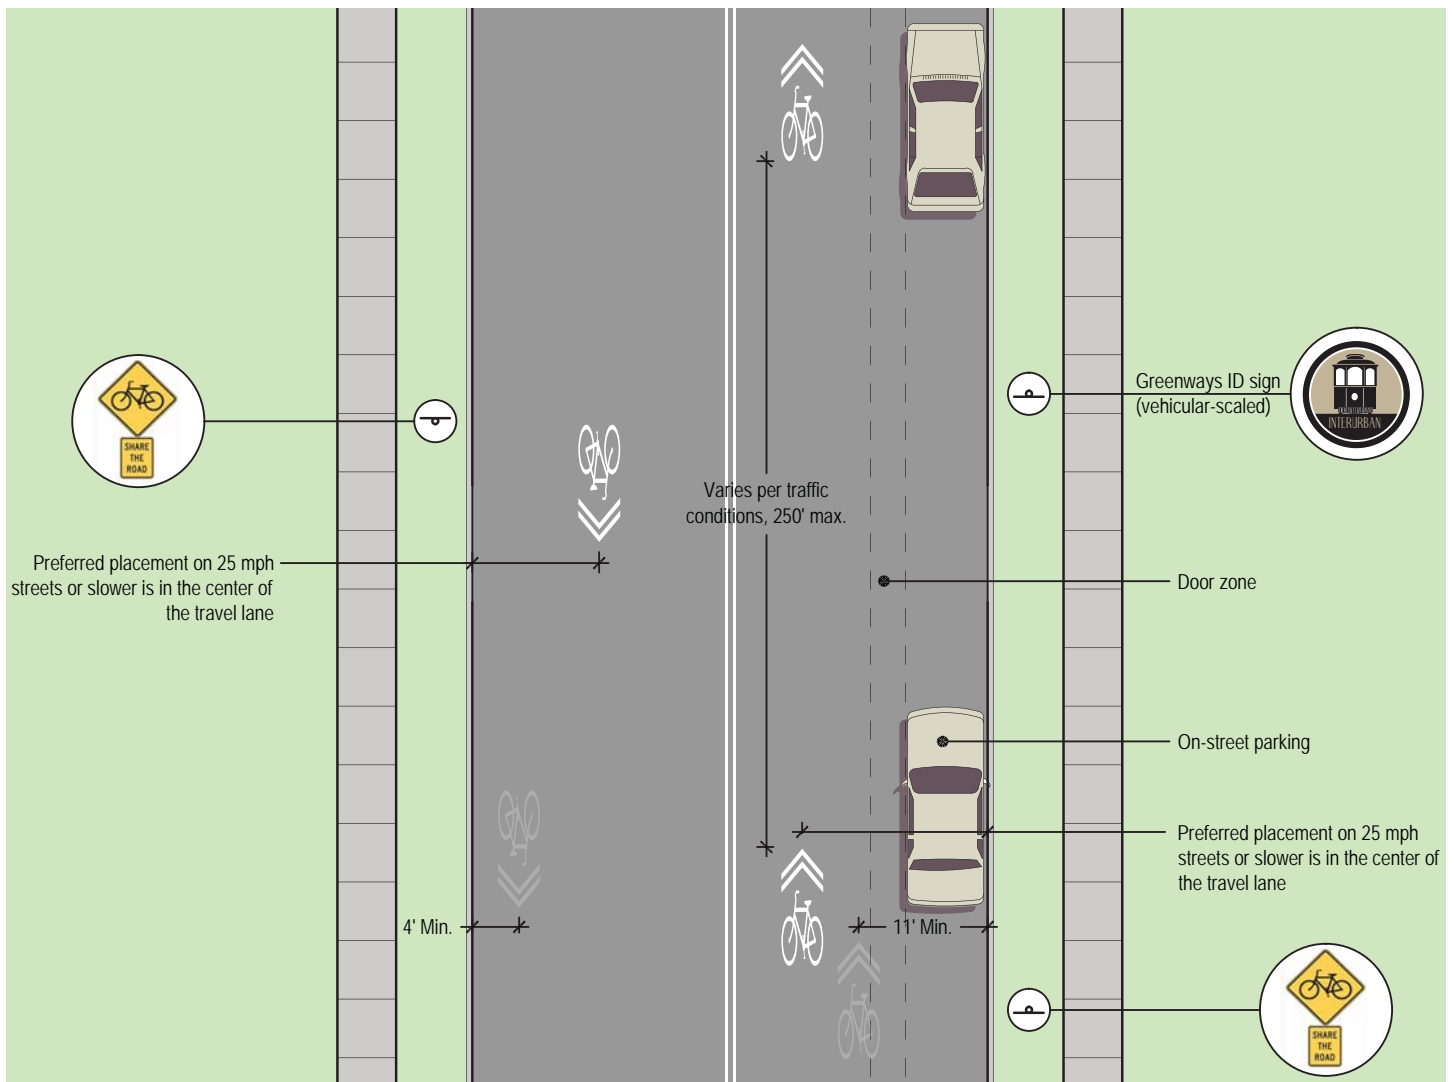 SHARE
THE
ROAD
Preferred placement on 25 mph
streets or slower is in the center of
the travel lane
4' Min.
Varies per traffic
conditions, 250' max.
11' Min.
Greenways ID sign
(vehicular-scaled)
INTERURBAN
Door zone
On-street parking
Preferred placement on 25 mph
streets or slower is in the center of
the travel lane
SHARE
THE
ROAD